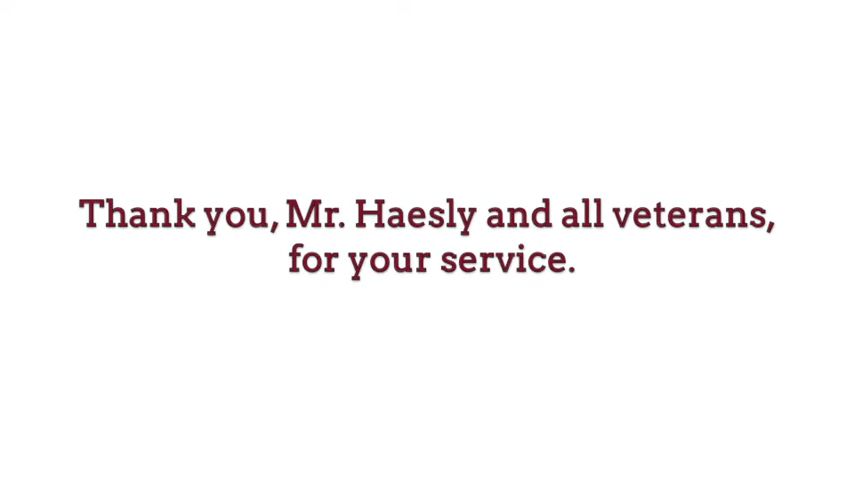 Thank you, Mr. Haesly and all veterans,
for your service.